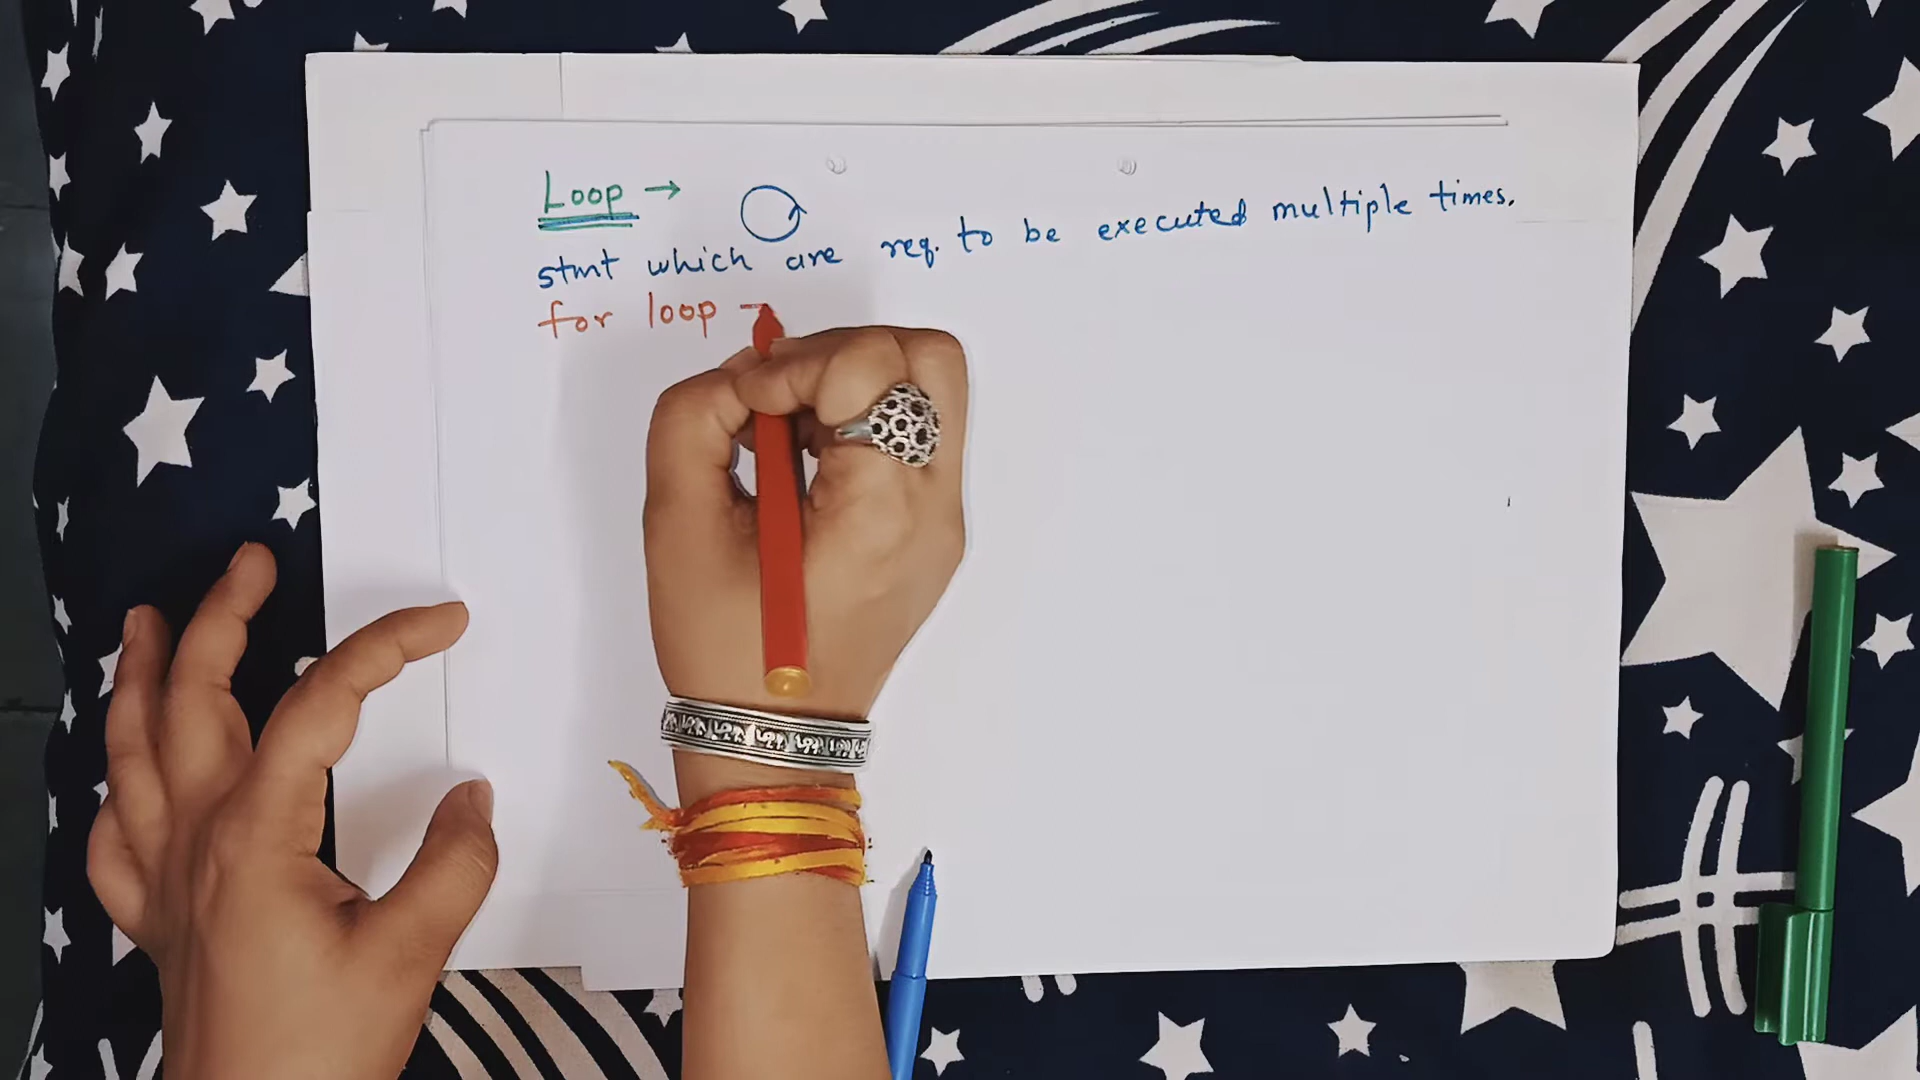 Loop →
stmt which are req. to be executed multiple times.
for loop -